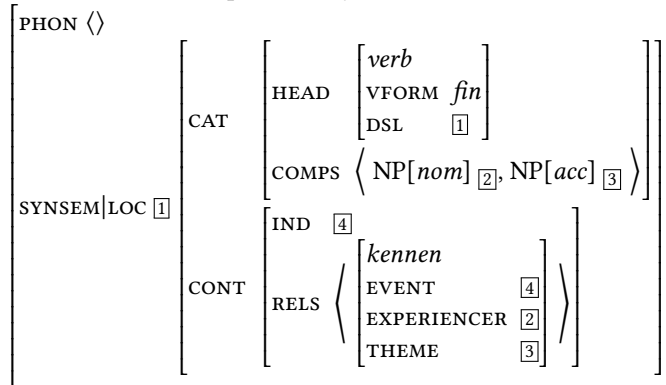 PHON ⟨⟩
SYNSEM|LOC 1
CAT
HEAD
verb
VFORM fin
DSL 1
COMPS ⟨ NP[nom] 2, NP[acc] 3 ⟩
CONT
IND 4
RELS ⟨
kennen
EVENT 4
EXPERIENCER 2
THEME 3
⟩